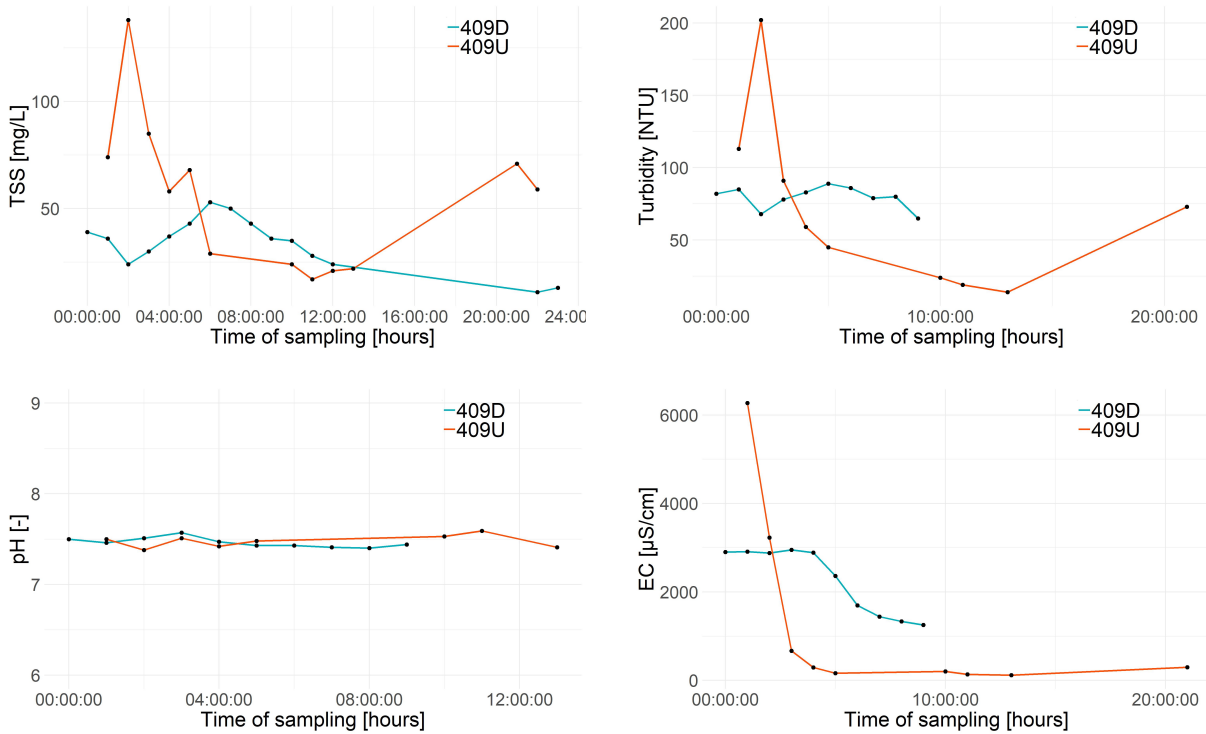 TSS [mg/L]
100
50
409D
409U
00:00:00 04:00:00 08:00:00 12:00:00 16:00:00 20:00:00 24:00
Time of sampling [hours]
Turbidity [NTU]
200
150
100
50
409D
409U
00:00:00 10:00:00 20:00:00
Time of sampling [hours]
pH [-]
9
8
7
6
409D
409U
00:00:00 04:00:00 08:00:00 12:00:00
Time of sampling [hours]
EC [µS/cm]
6000
4000
2000
0
409D
409U
00:00:00 10:00:00 20:00:00
Time of sampling [hours]